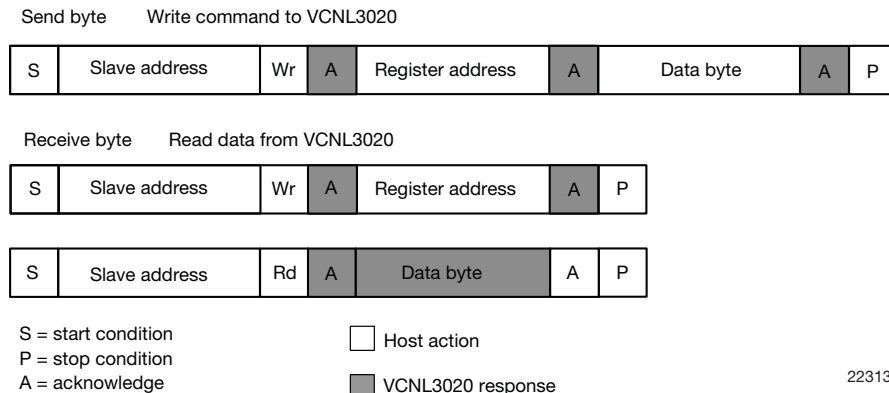 Send byte Write command to VCNL3020
S Slave address Wr A Register address A Data byte A P
Receive byte Read data from VCNL3020
S Slave address Wr A Register address A P
S Slave address Rd A Data byte A P
S = start condition
P = stop condition
A = acknowledge
Host action
VCNL3020 response
22313